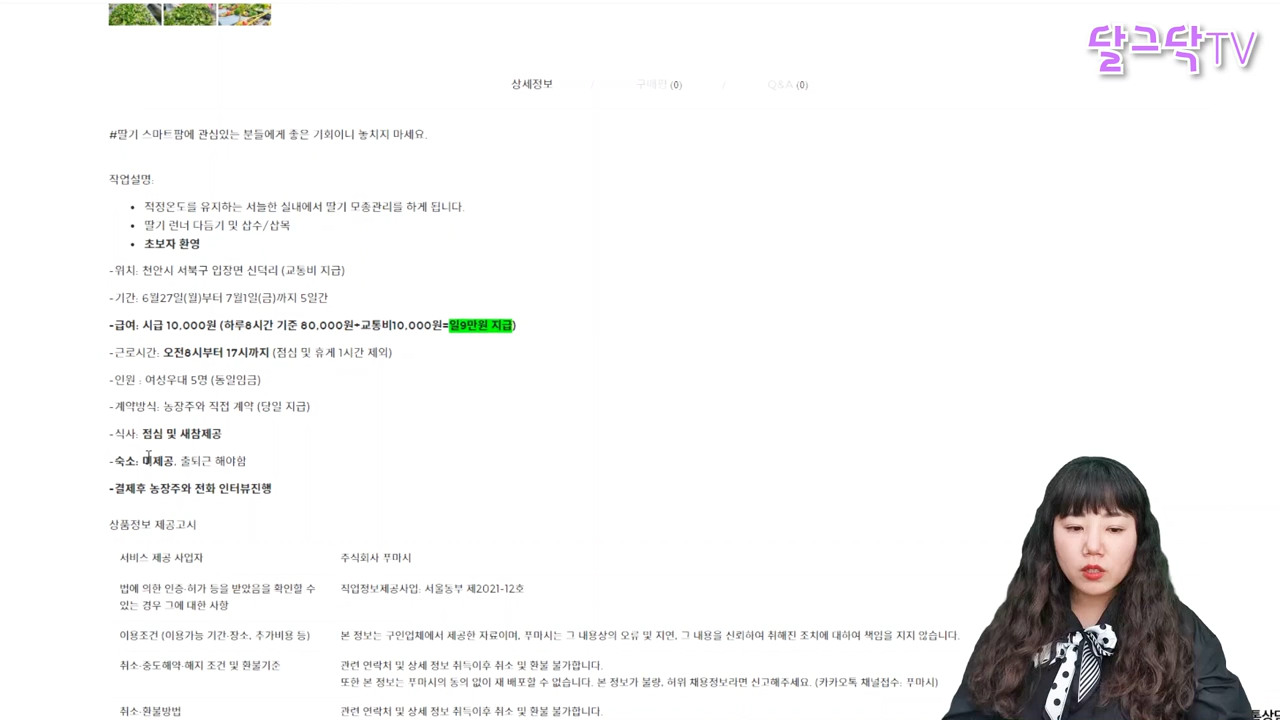 달그닥TV
상세정보 / 구매평 (0) / Q&A (0)
#딸기 스마트팜에 관심있는 분들에게 좋은 기회이니 놓치지 마세요.
작업설명:
• 적정온도를 유지하는 서늘한 실내에서 딸기 모종관리를 하게 됩니다.
• 딸기 런너 다듬기 및 삽수/삽목
• 초보자 환영
-위치: 천안시 서북구 입장면 신덕리 (교통비 지급)
-기간: 6월27일(월)부터 7월1일(금)까지 5일간
-급여: 시급 10,000원 (하루8시간 기준 80,000원+교통비10,000원=일9만원 지급)
-근로시간: 오전8시부터 17시까지 (점심 및 휴게 1시간 제외)
-인원 : 여성우대 5명 (동일임금)
-계약방식: 농장주와 직접 계약 (당일 지급)
-식사: 점심 및 새참제공
-숙소: 미제공, 출퇴근 해야함
-결제후 농장주와 전화 인터뷰진행
상품정보 제공고시
서비스 제공 사업자 주식회사 푸마시
법에 의한 인증·허가 등을 받았음을 확인할 수 직업정보제공사업: 서울동부 제2021-12호
있는 경우 그에 대한 사항
이용조건 (이용가능 기간·장소, 추가비용 등) 본 정보는 구인업체에서 제공한 자료이며, 푸마시는 그 내용상의 오류 및 지연, 그 내용을 신뢰하여 취해진 조치에 대하여 책임을 지지 않습니다.
취소·중도해약·해지 조건 및 환불기준 관련 연락처 및 상세 정보 취득이후 취소 및 환불 불가합니다.
또한 본 정보는 푸마시의 동의 없이 재 배포할 수 없습니다. 본 정보가 불량, 허위 채용정보라면 신고해주세요. (카카오톡 채널접수: 푸마시)
취소·환불방법 관련 연락처 및 상세 정보 취득이후 취소 및 환불 불가합니다.